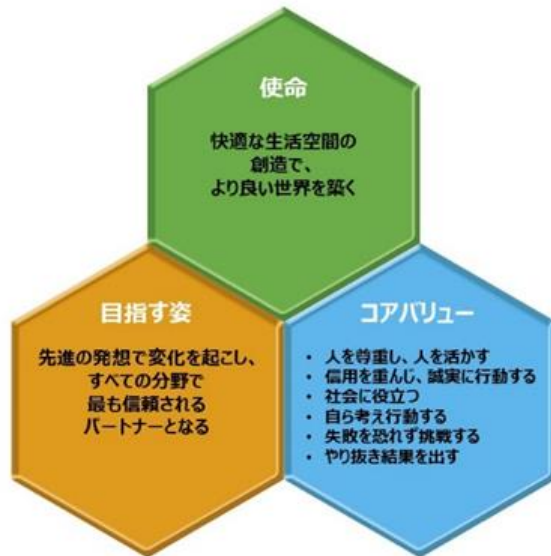 使命
快適な生活空間の
創造で、
より良い世界を築く
目指す姿
先進の発想で変化を起こし、
すべての分野で
最も信頼される
パートナーとなる
コアバリュー
• 人を尊重し、人を活かす
• 信用を重んじ、誠実に行動する
• 社会に役立つ
• 自ら考え行動する
• 失敗を恐れず挑戦する
• やり抜き結果を出す